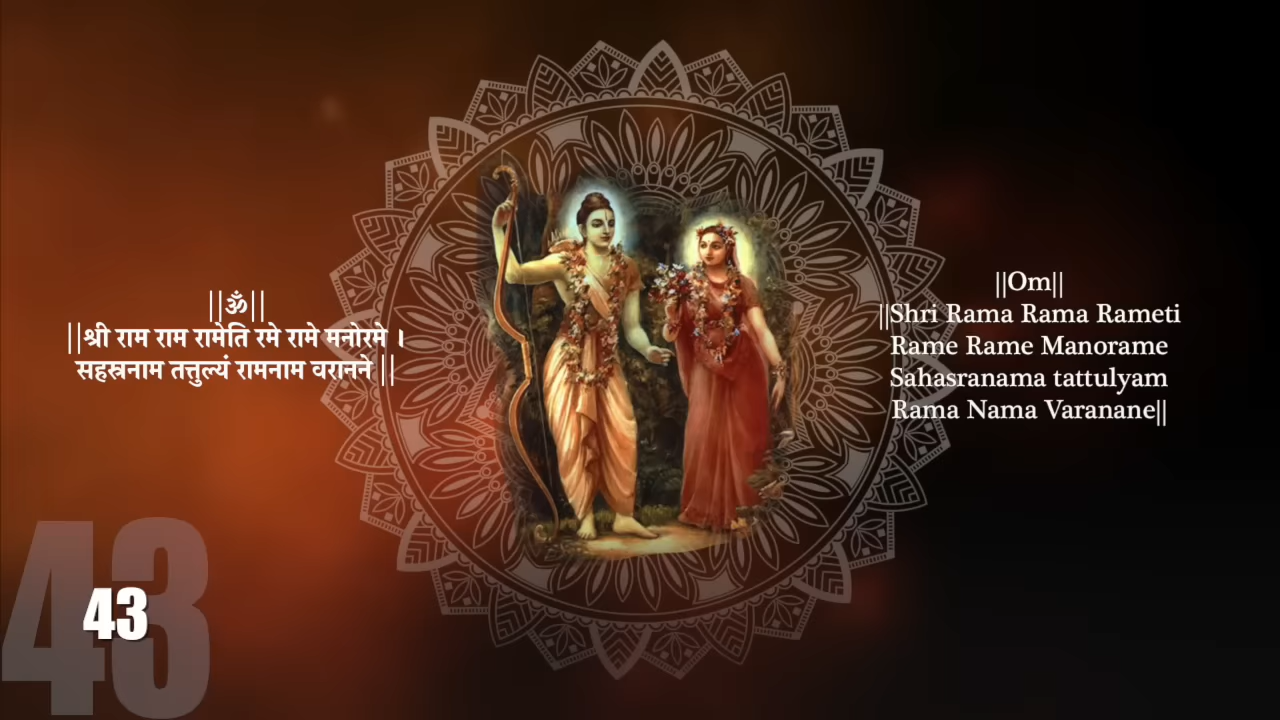 ||ॐ||
||श्री राम राम रामेति रमे रामे मनोरमे ।
सहस्रनाम तत्तुल्यं रामनाम वरानने ||
||Om||
||Shri Rama Rama Rameti
Rame Rame Manorame
Sahasranama tattulyam
Rama Nama Varanane||
43
43